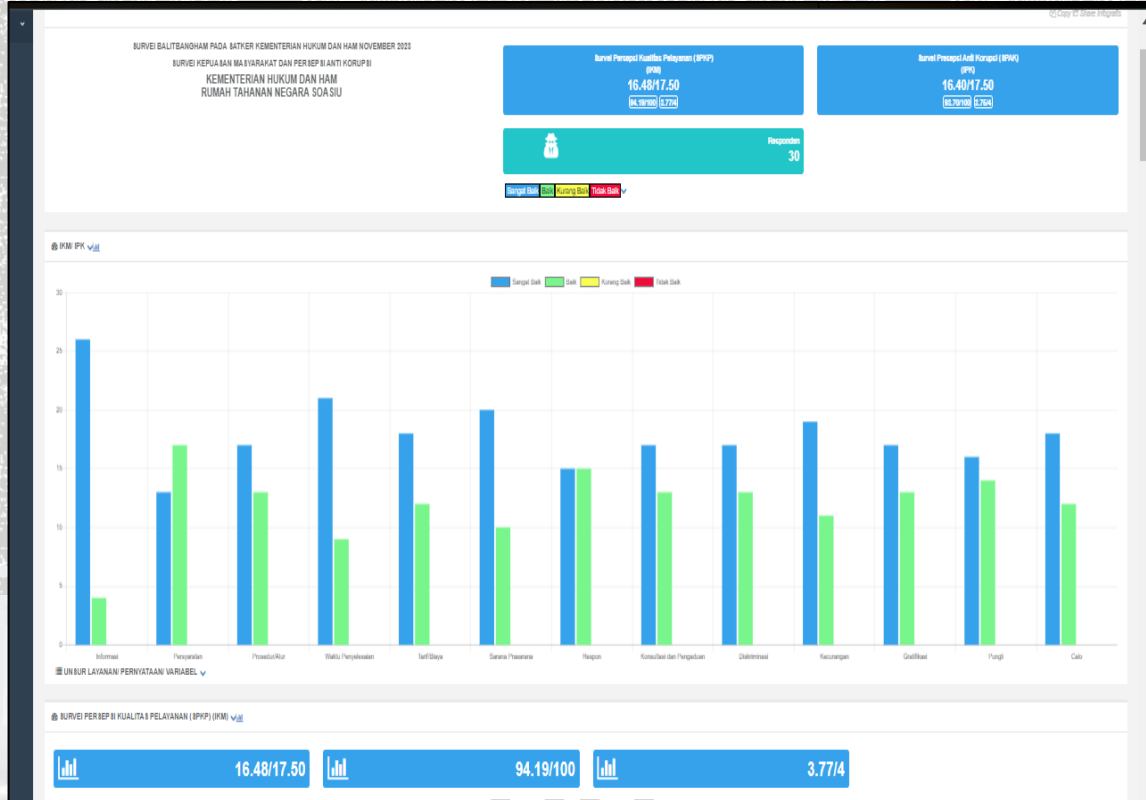 Copy Share Infografis
SURVEI BALITBANGHAM PADA SATKER KEMENTERIAN HUKUM DAN HAM NOVEMBER 2023
SURVEI KEPUASAN MASYARAKAT DAN PERSEPSI ANTI KORUPSI
KEMENTERIAN HUKUM DAN HAM
RUMAH TAHANAN NEGARA SOASIU
Survei Persepsi Kualitas Pelayanan (SPKP)
(IKM)
16.48/17.50
94.19/100 3.77/4
Survei Presepsi Anti Korupsi (SPAK)
(IPK)
16.40/17.50
93.70/100 3.75/4
Responden
30
Sangat Baik Baik Kurang Baik Tidak Baik
IKM/ IPK
Sangat Baik Baik Kurang Baik Tidak Baik
30
25
20
15
10
5
0
Informasi Persyaratan Prosedur/Alur Waktu Penyelesaian Tarif/Biaya Sarana Prasarana Respon Konsultasi dan Pengaduan Diskriminasi Kecurangan Gratifikasi Pungli Calo
UNSUR LAYANAN/ PERNYATAAN/ VARIABEL
SURVEI PERSEPSI KUALITAS PELAYANAN (SPKP) (IKM)
16.48/17.50 94.19/100 3.77/4